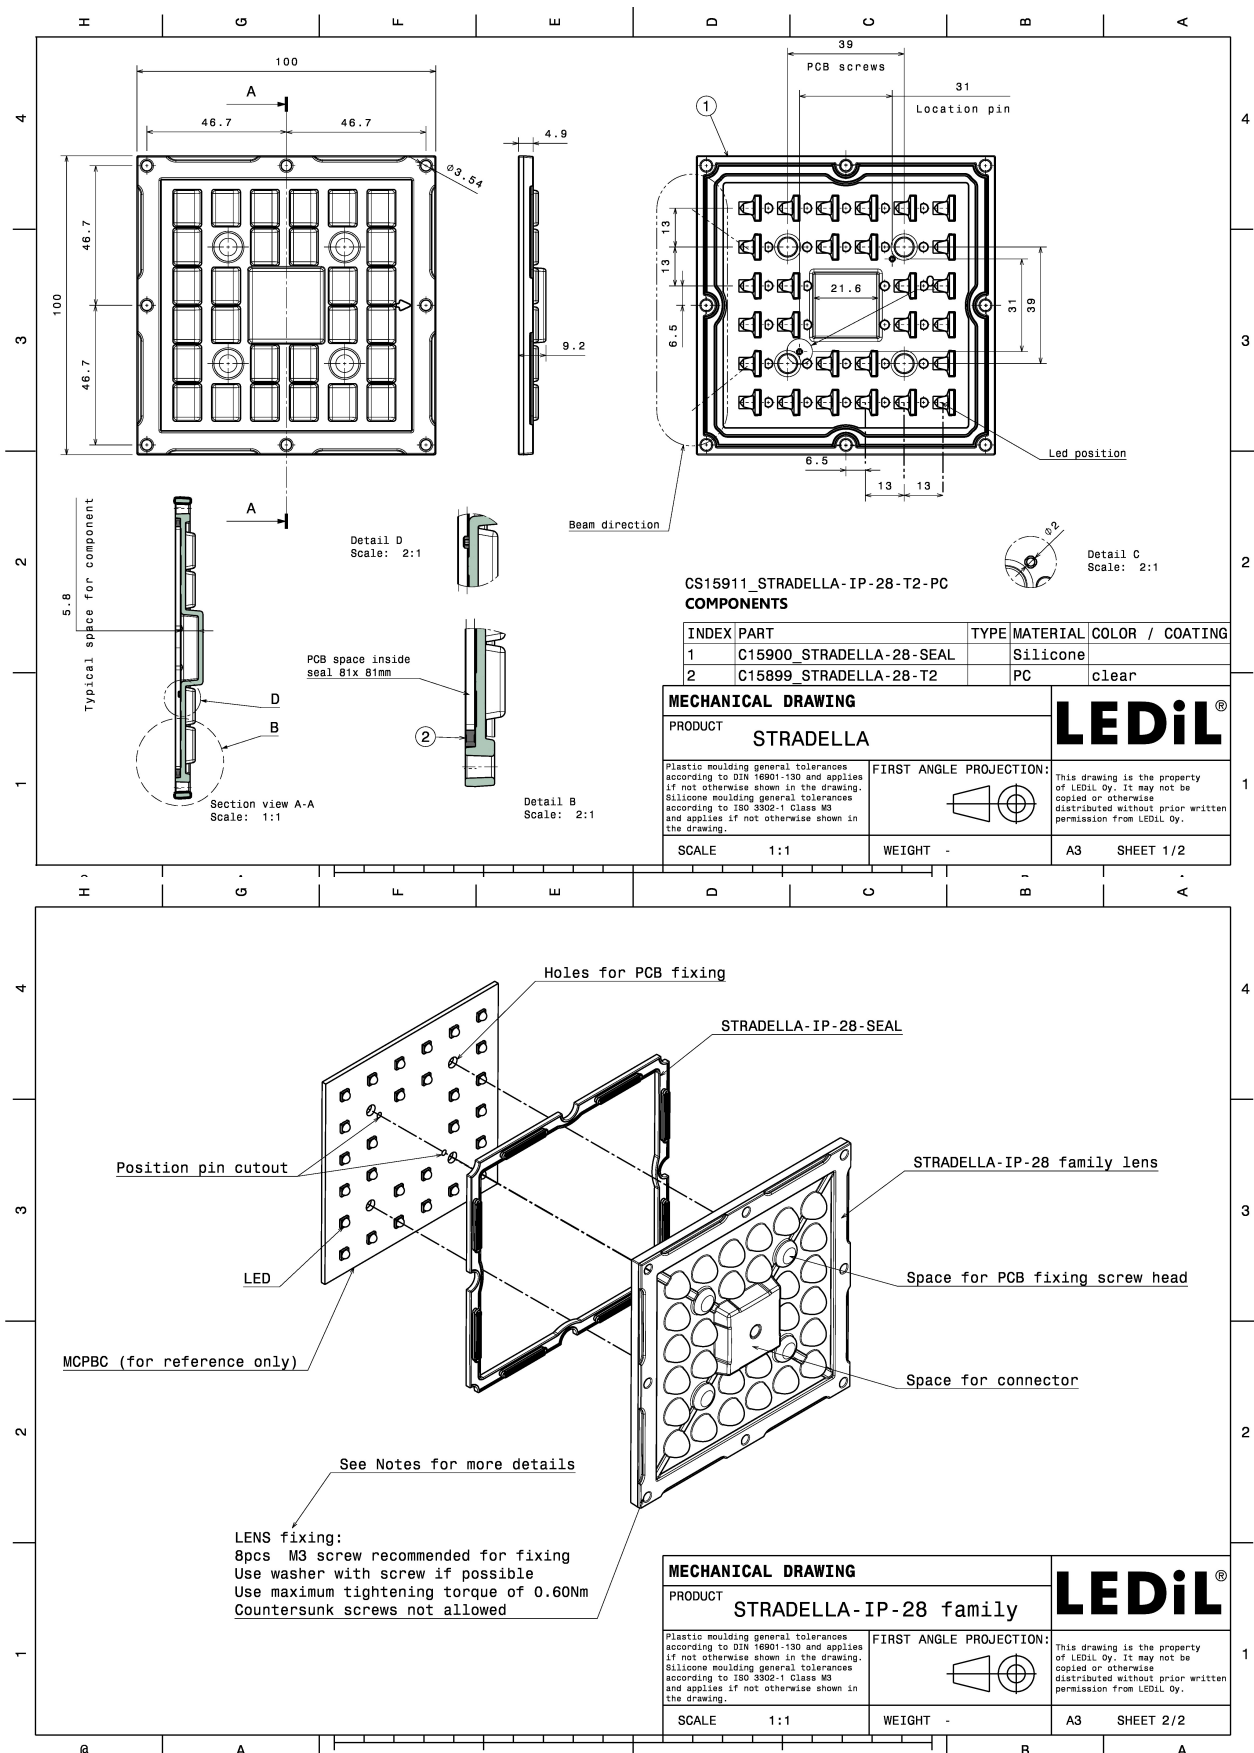 H G F E D C B A
39
PCB screws
100
31
Location pin
A
1
4 4
46.7 46.7
4.9
⌀3.54
46.7
13
13
100
21.6
31
39
3 3
9.2
6.5
46.7
Led position
6.5
13 13
A
Beam direction
⌀2
Typical space for component
5.8
Detail D
Scale: 2:1
Detail C
Scale: 2:1
2 2
CS15911_STRADELLA-IP-28-T2-PC
COMPONENTS
INDEX PART TYPE MATERIAL COLOR / COATING
1 C15900_STRADELLA-28-SEAL Silicone
2 C15899_STRADELLA-28-T2 PC clear
PCB space inside
seal 81x 81mm
D
B
2
Section view A-A
Scale: 1:1
Detail B
Scale: 2:1
1 1
MECHANICAL DRAWING
LEDiL®
PRODUCT
STRADELLA
Plastic moulding general tolerances
according to DIN 16901-130 and applies
if not otherwise shown in the drawing.
Silicone moulding general tolerances
according to ISO 3302-1 Class M3
and applies if not otherwise shown in
the drawing.
FIRST ANGLE PROJECTION:
This drawing is the property
of LEDiL Oy. It may not be
copied or otherwise
distributed without prior written
permission from LEDiL Oy.
SCALE 1:1 WEIGHT - A3 SHEET 1/2
H G F E D C B A
4 4
Holes for PCB fixing
STRADELLA-IP-28-SEAL
Position pin cutout
STRADELLA-IP-28 family lens
3 3
LED
Space for PCB fixing screw head
MCPBC (for reference only)
Space for connector
2 2
See Notes for more details
LENS fixing:
8pcs M3 screw recommended for fixing
Use washer with screw if possible
Use maximum tightening torque of 0.60Nm
Countersunk screws not allowed
1 1
MECHANICAL DRAWING
LEDiL®
PRODUCT
STRADELLA-IP-28 family
Plastic moulding general tolerances
according to DIN 16901-130 and applies
if not otherwise shown in the drawing.
Silicone moulding general tolerances
according to ISO 3302-1 Class M3
and applies if not otherwise shown in
the drawing.
FIRST ANGLE PROJECTION:
This drawing is the property
of LEDiL Oy. It may not be
copied or otherwise
distributed without prior written
permission from LEDiL Oy.
SCALE 1:1 WEIGHT - A3 SHEET 2/2